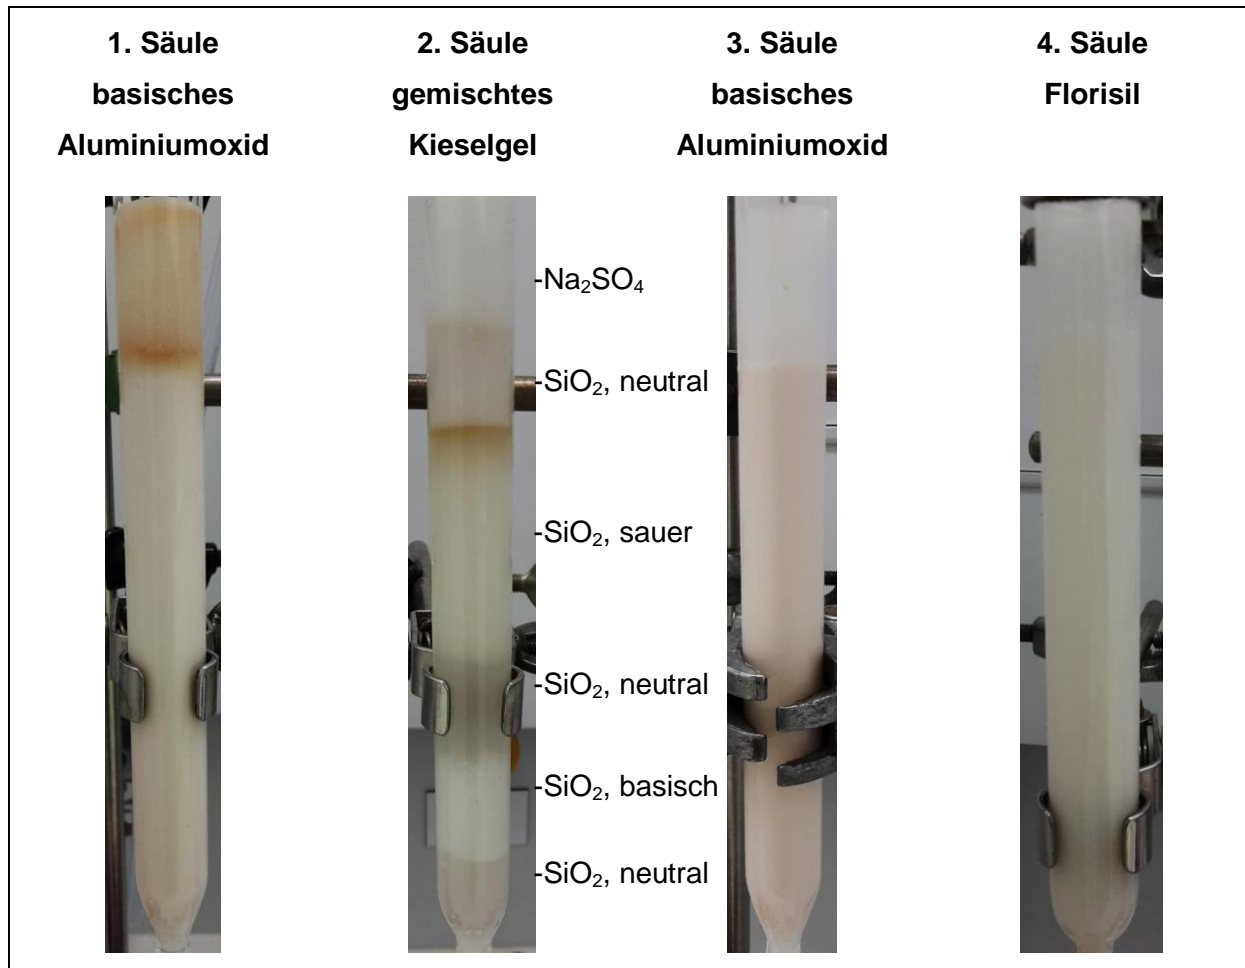 1. Säule
basisches
Aluminiumoxid
2. Säule
gemischtes
Kieselgel
3. Säule
basisches
Aluminiumoxid
4. Säule
Florisil
-Na₂SO₄
-SiO₂, neutral
-SiO₂, sauer
-SiO₂, neutral
-SiO₂, basisch
-SiO₂, neutral